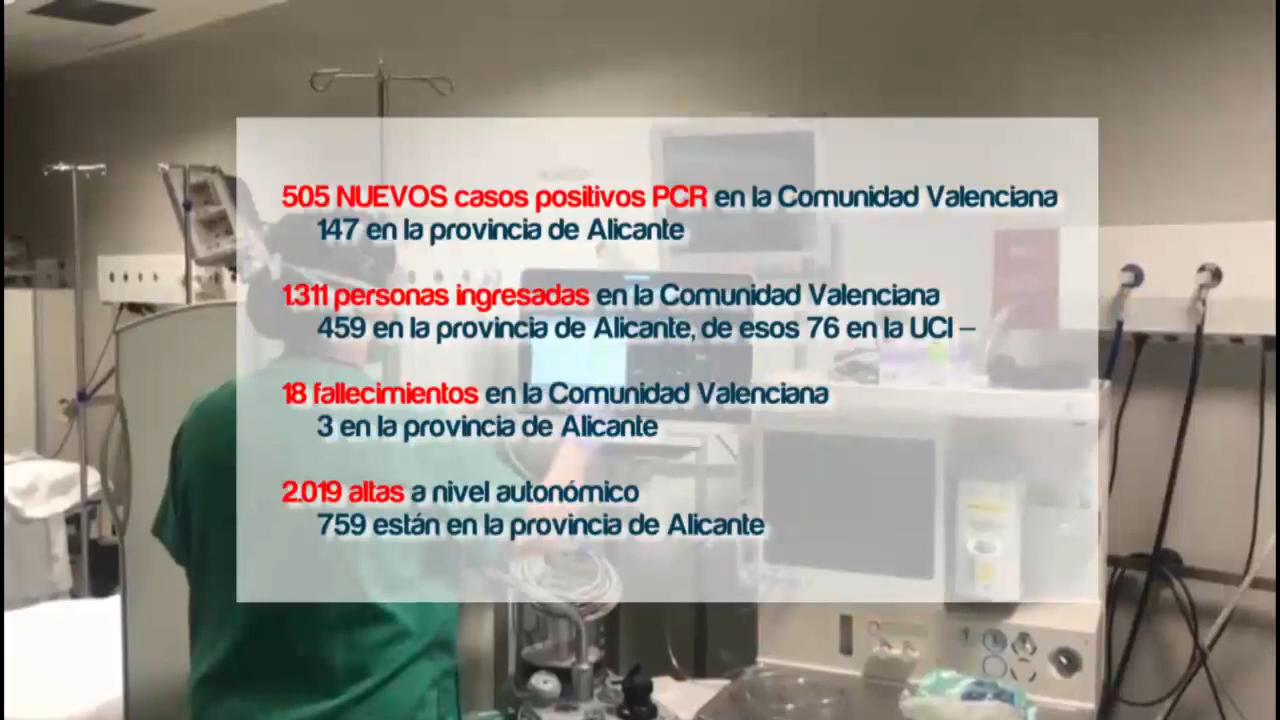 505 NUEVOS casos positivos PCR en la Comunidad Valenciana
147 en la provincia de Alicante
1.311 personas ingresadas en la Comunidad Valenciana
459 en la provincia de Alicante, de esos 76 en la UCI –
18 fallecimientos en la Comunidad Valenciana
3 en la provincia de Alicante
2.019 altas a nivel autonómico
759 están en la provincia de Alicante